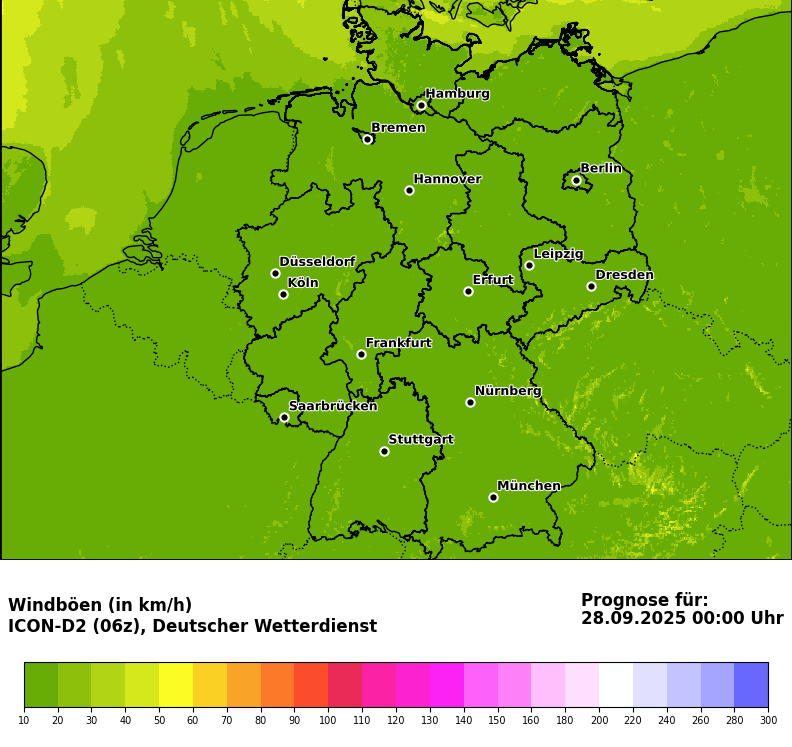 Hamburg
Bremen
Berlin
Hannover
Leipzig
Düsseldorf
Dresden
Erfurt
Köln
Frankfurt
Nürnberg
Saarbrücken
Stuttgart
München
Windböen (in km/h)
ICON-D2 (06z), Deutscher Wetterdienst
Prognose für:
28.09.2025 00:00 Uhr
10 20 30 40 50 60 70 80 90 100 110 120 130 140 150 160 180 200 220 240 260 280 300